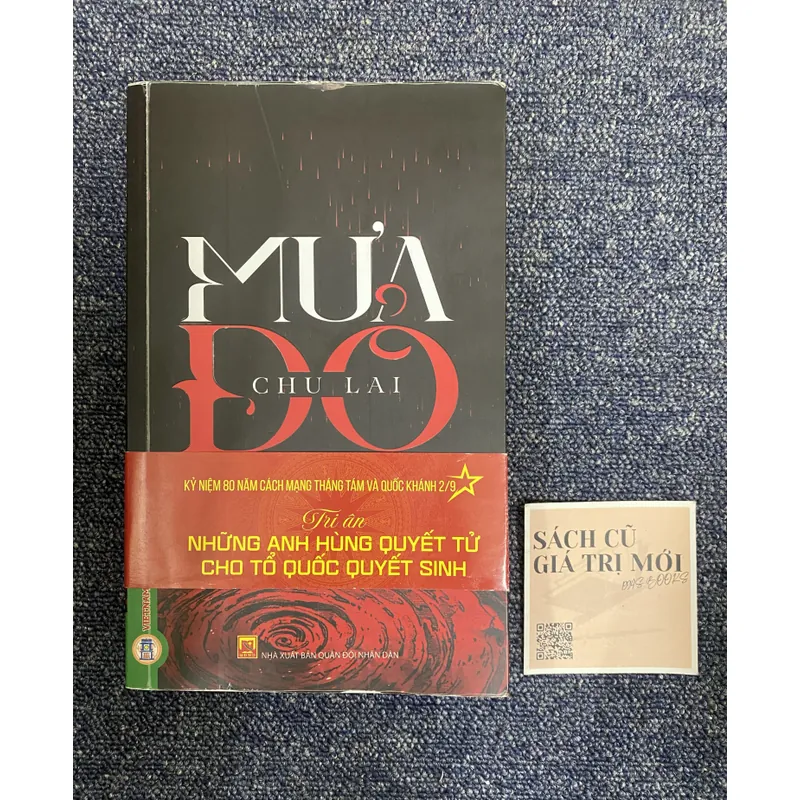 MƯA
ĐỎ
CHU LAI
KỶ NIỆM 80 NĂM CÁCH MẠNG THÁNG TÁM VÀ QUỐC KHÁNH 2/9
Tri ân
NHỮNG ANH HÙNG QUYẾT TỬ
CHO TỔ QUỐC QUYẾT SINH
VIETNAM
NHÀ XUẤT BẢN QUÂN ĐỘI NHÂN DÂN
SÁCH CŨ
GIÁ TRỊ MỚI